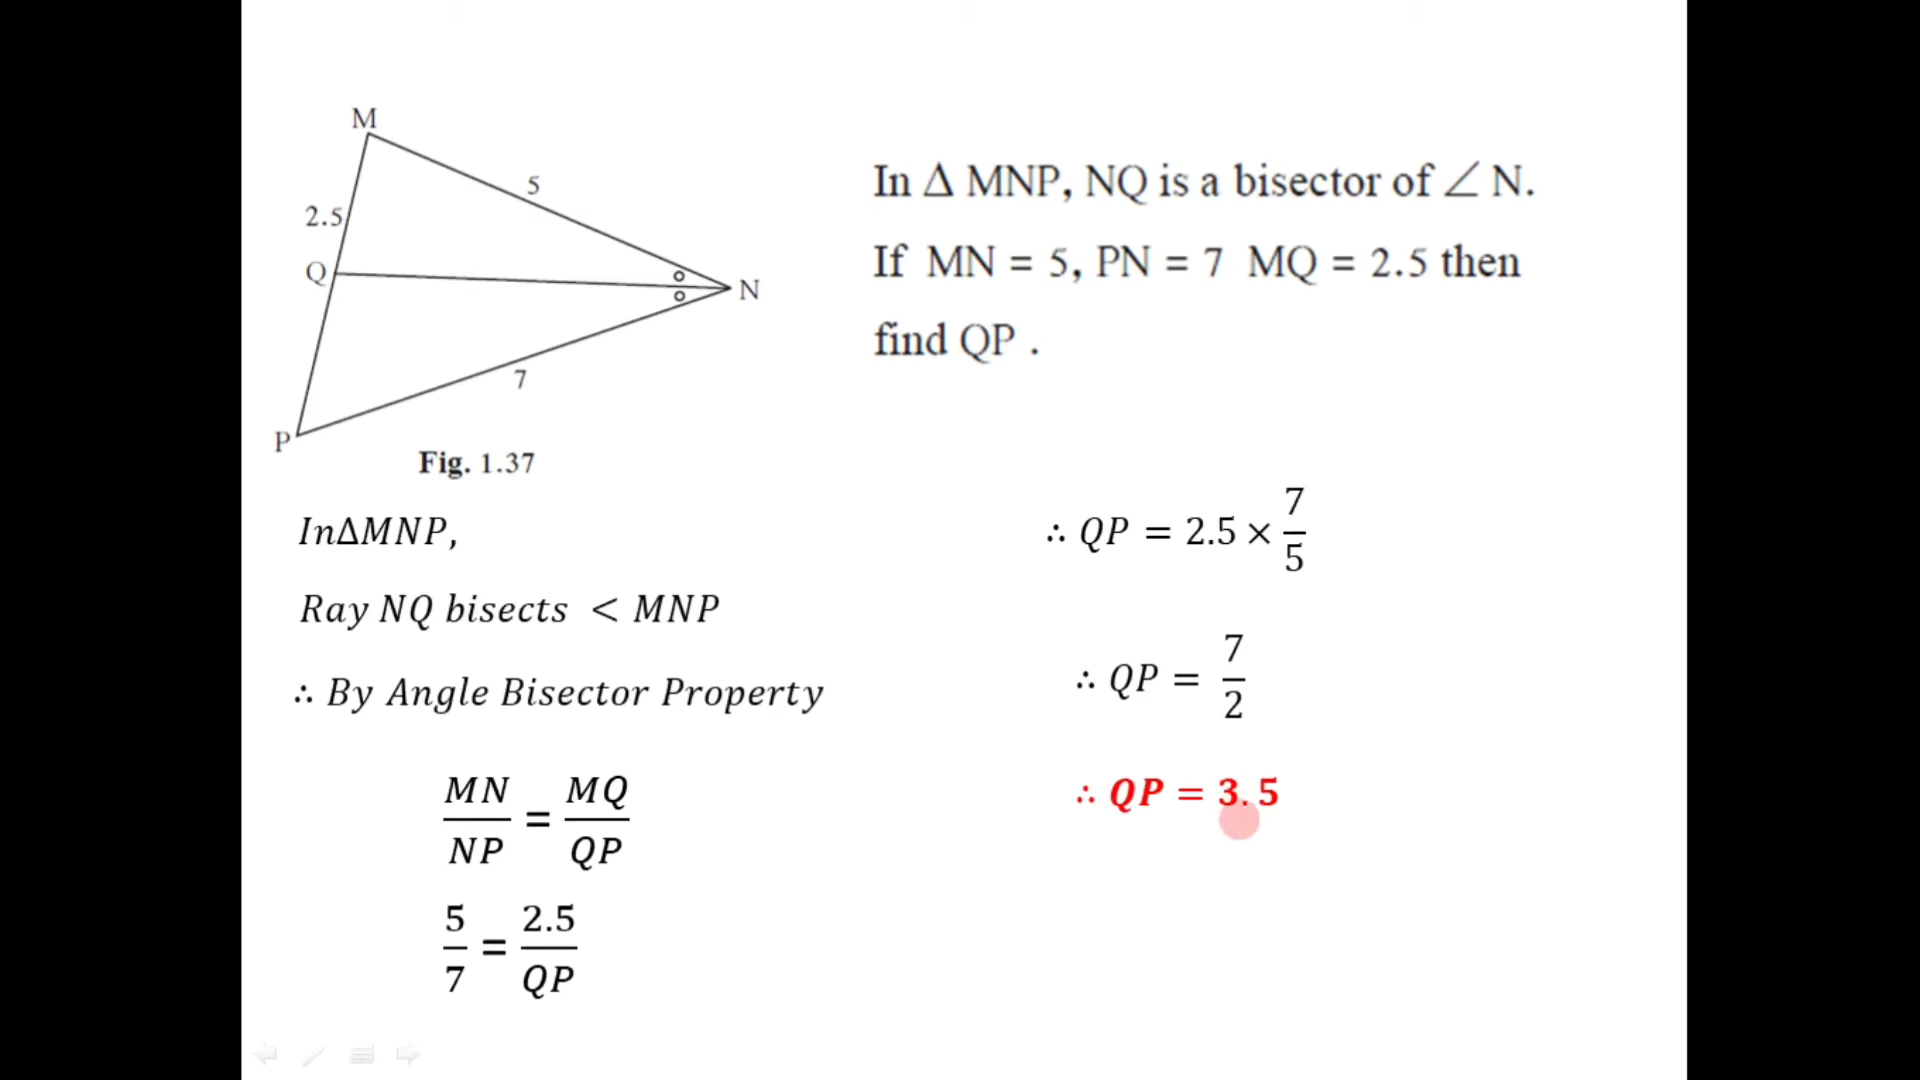 M
5
2.5
Q
N
7
P
Fig. 1.37
In Δ MNP, NQ is a bisector of ∠ N.
If MN = 5, PN = 7 MQ = 2.5 then
find QP .
InΔMNP,
Ray NQ bisects < MNP
∴ By Angle Bisector Property
MN/NP = MQ/QP
5/7 = 2.5/QP
∴ QP = 2.5 × 7/5
∴ QP = 7/2
∴ QP = 3.5